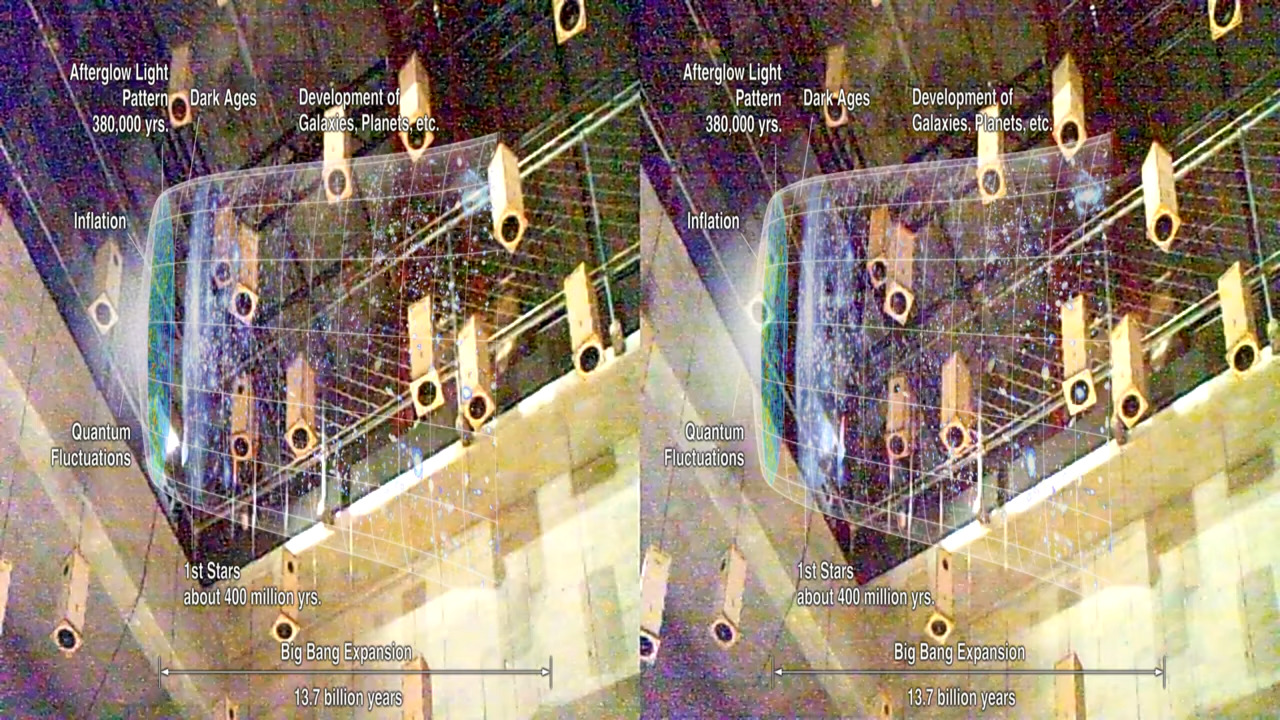 Afterglow Light
Pattern
380,000 yrs.
Dark Ages
Development of
Galaxies, Planets, etc.
Inflation
Quantum
Fluctuations
1st Stars
about 400 million yrs.
Big Bang Expansion
13.7 billion years
Afterglow Light
Pattern
380,000 yrs.
Dark Ages
Development of
Galaxies, Planets, etc.
Inflation
Quantum
Fluctuations
1st Stars
about 400 million yrs.
Big Bang Expansion
13.7 billion years